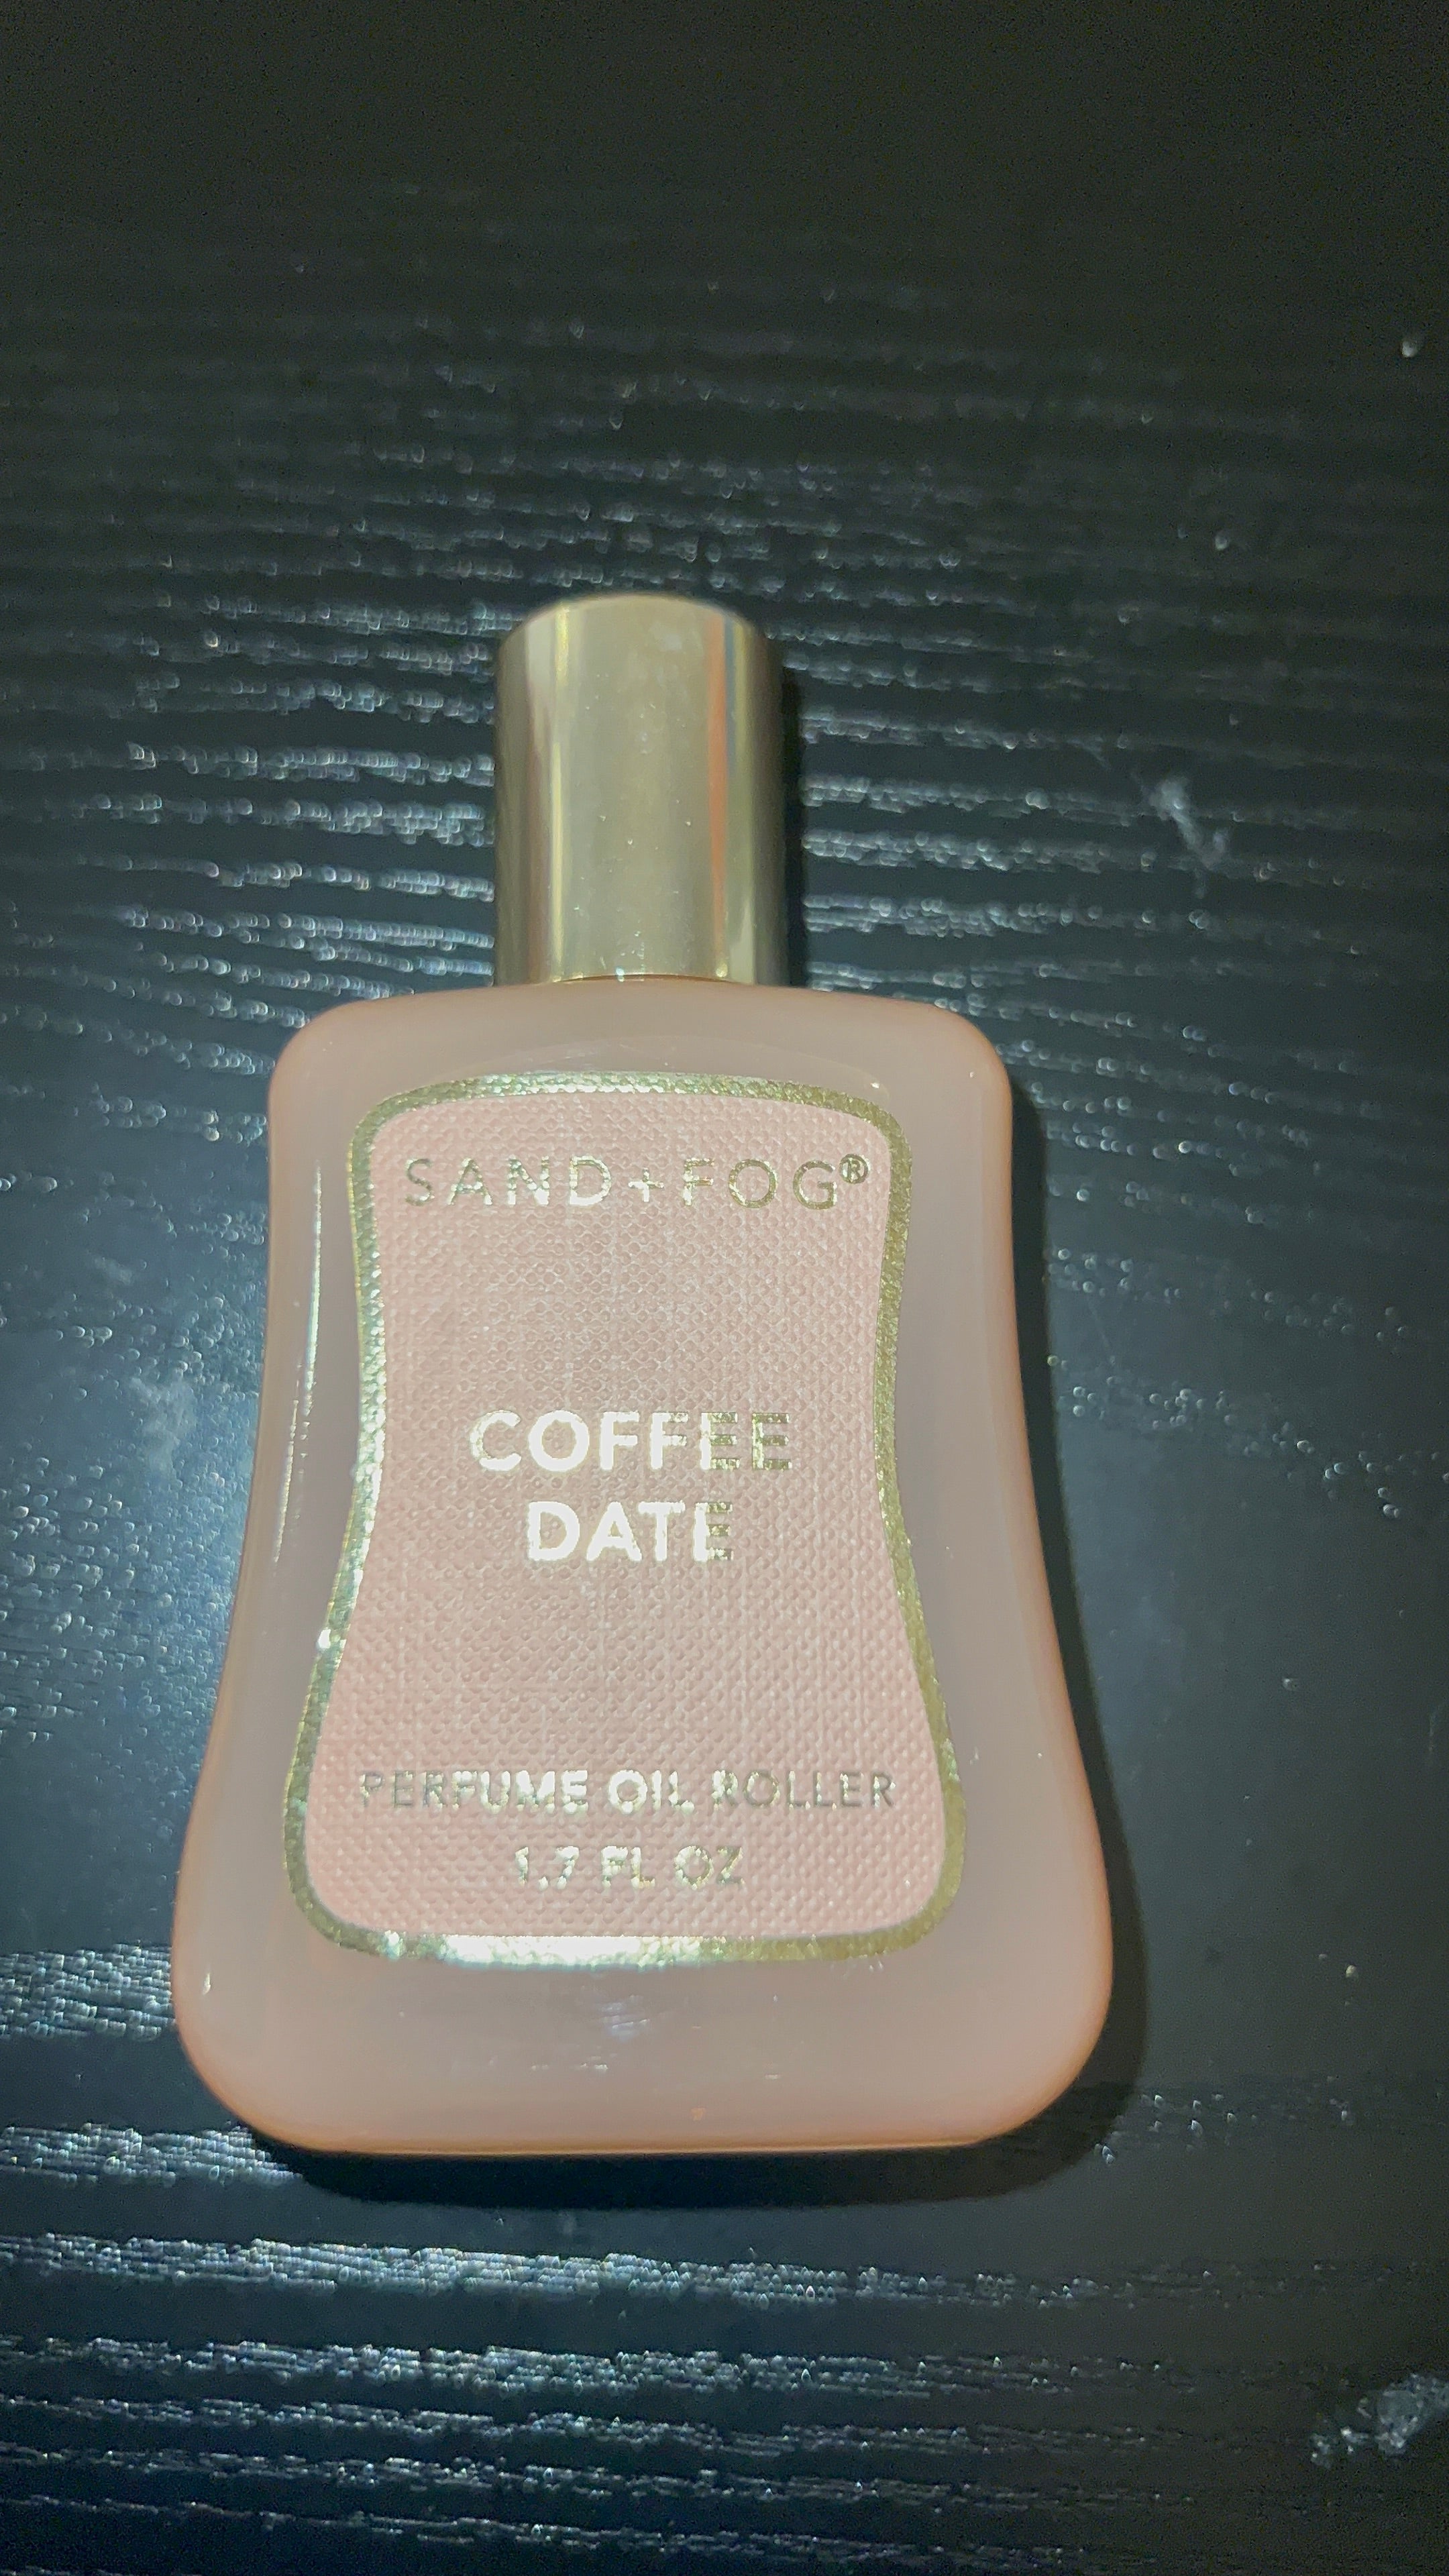 SAND+FOG®
COFFEE
DATE
PERFUME OIL ROLLER
1.7 FL OZ